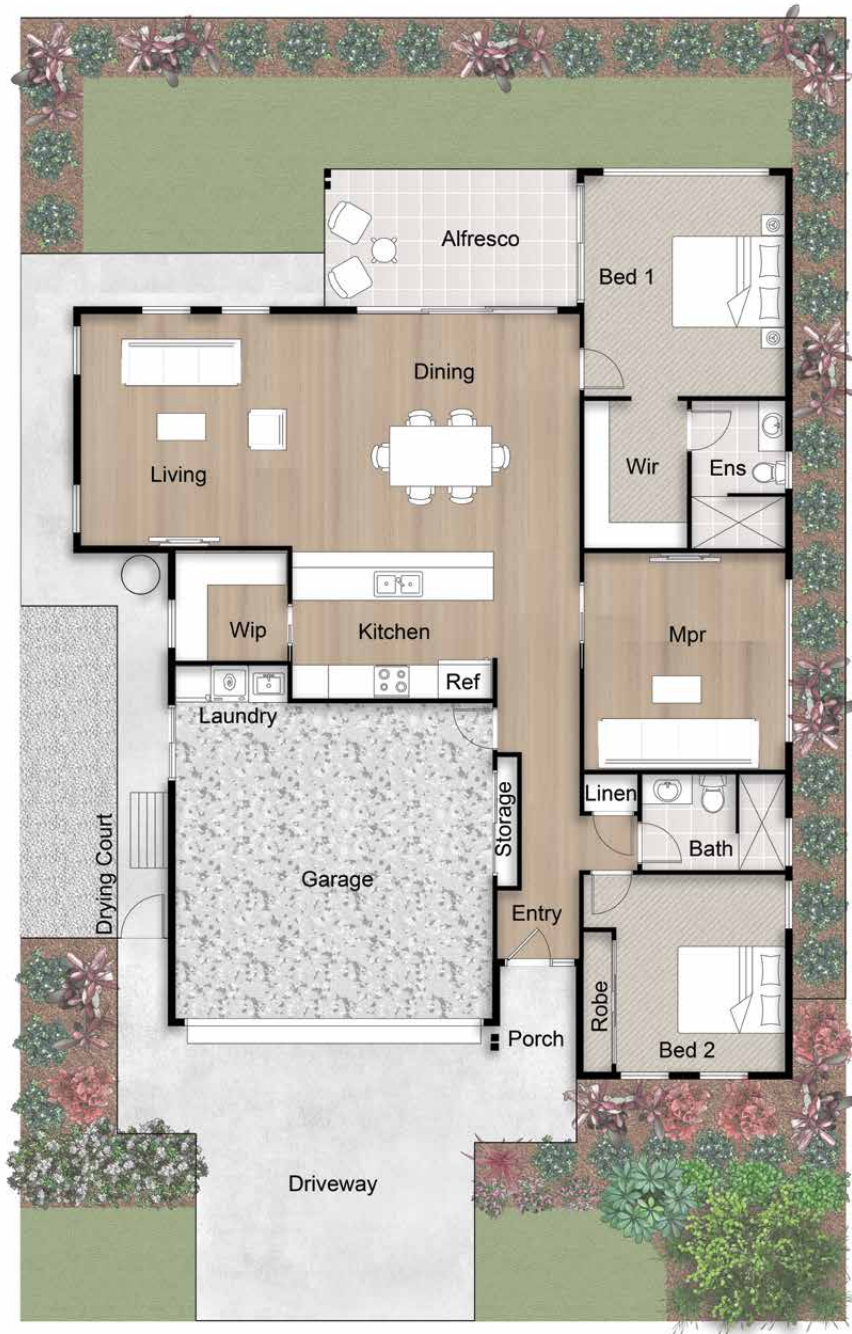 Alfresco
Bed 1
Dining
Living
Wir
Ens
Wip
Kitchen
Mpr
Ref
Laundry
Linen
Storage
Bath
Drying Court
Garage
Entry
Robe
Porch
Bed 2
Driveway